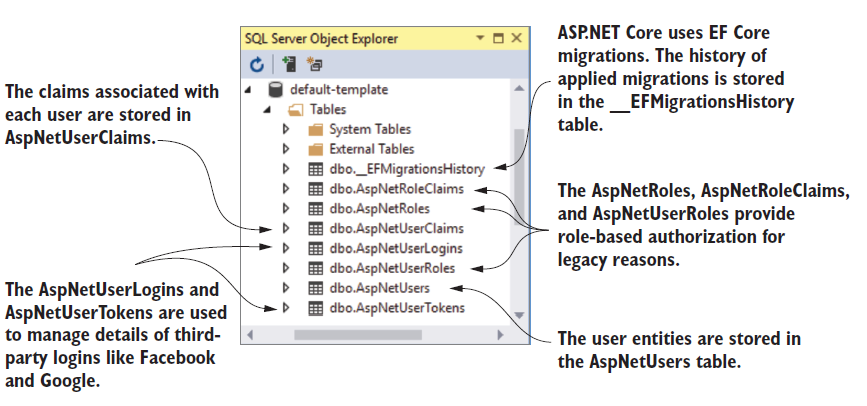 The claims associated with
each user are stored in
AspNetUserClaims.
The AspNetUserLogins and
AspNetUserTokens are used
to manage details of third-
party logins like Facebook
and Google.
SQL Server Object Explorer
default-template
Tables
System Tables
External Tables
dbo.__EFMigrationsHistory
dbo.AspNetRoleClaims
dbo.AspNetRoles
dbo.AspNetUserClaims
dbo.AspNetUserLogins
dbo.AspNetUserRoles
dbo.AspNetUsers
dbo.AspNetUserTokens
ASP.NET Core uses EF Core
migrations. The history of
applied migrations is stored
in the __EFMigrationsHistory
table.
The AspNetRoles, AspNetRoleClaims,
and AspNetUserRoles provide
role-based authorization for
legacy reasons.
The user entities are stored in
the AspNetUsers table.